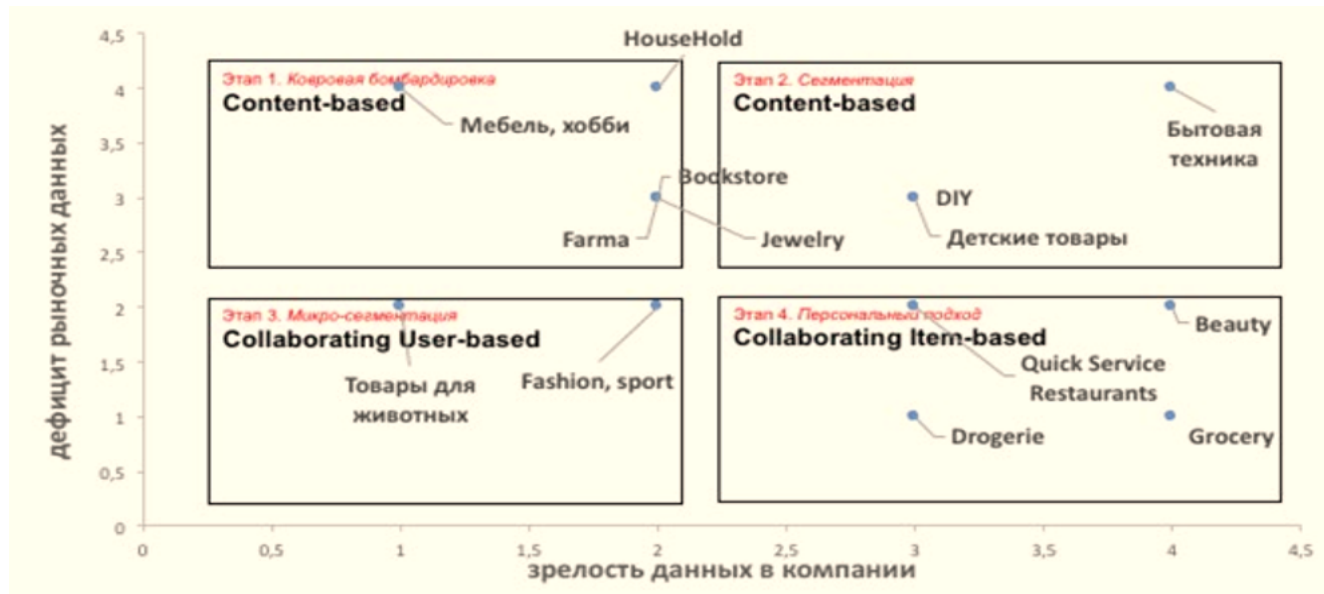 дефицит рыночных данных
4,5
4
3,5
3
2,5
2
1,5
1
0,5
0
HouseHold
Этап 1. Ковровая бомбардировка
Content-based
Мебель, хобби
Bookstore
Farma
Jewelry
Этап 2. Сегментация
Content-based
Бытовая
техника
DIY
Детские товары
Этап 3. Микро-сегментация
Collaborating User-based
Товары для
животных
Fashion, sport
Этап 4. Персональный подход
Collaborating Item-based
Beauty
Quick Service
Restaurants
Drogerie
Grocery
0
0,5
1
1,5
2
2,5
3
3,5
4
4,5
зрелость данных в компании